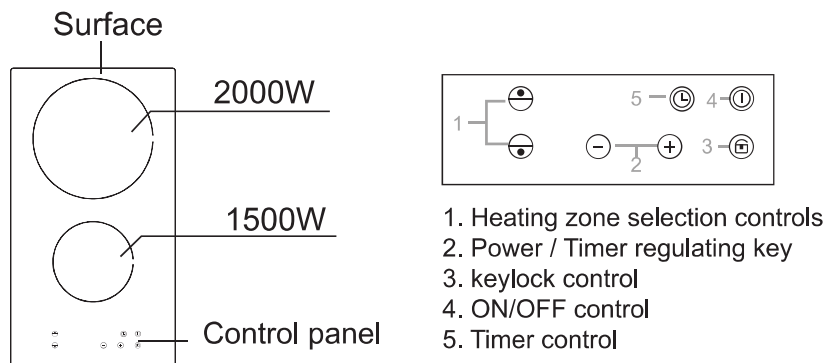 Surface
2000W
1500W
Control panel
5
4
1
2
3
1. Heating zone selection controls
2. Power / Timer regulating key
3. keylock control
4. ON/OFF control
5. Timer control